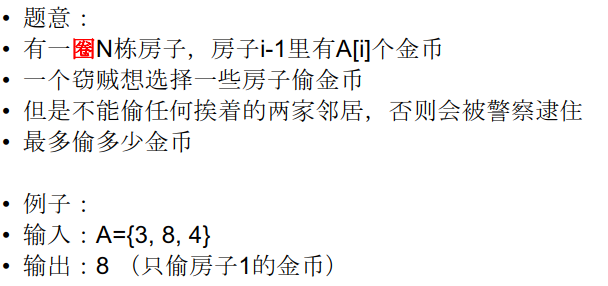 • 题意：
• 有一圈N栋房子，房子i-1里有A[i]个金币
• 一个窃贼想选择一些房子偷金币
• 但是不能偷任何挨着的两家邻居，否则会被警察逮住
• 最多偷多少金币
• 例子：
• 输入：A={3, 8, 4}
• 输出：8 （只偷房子1的金币）